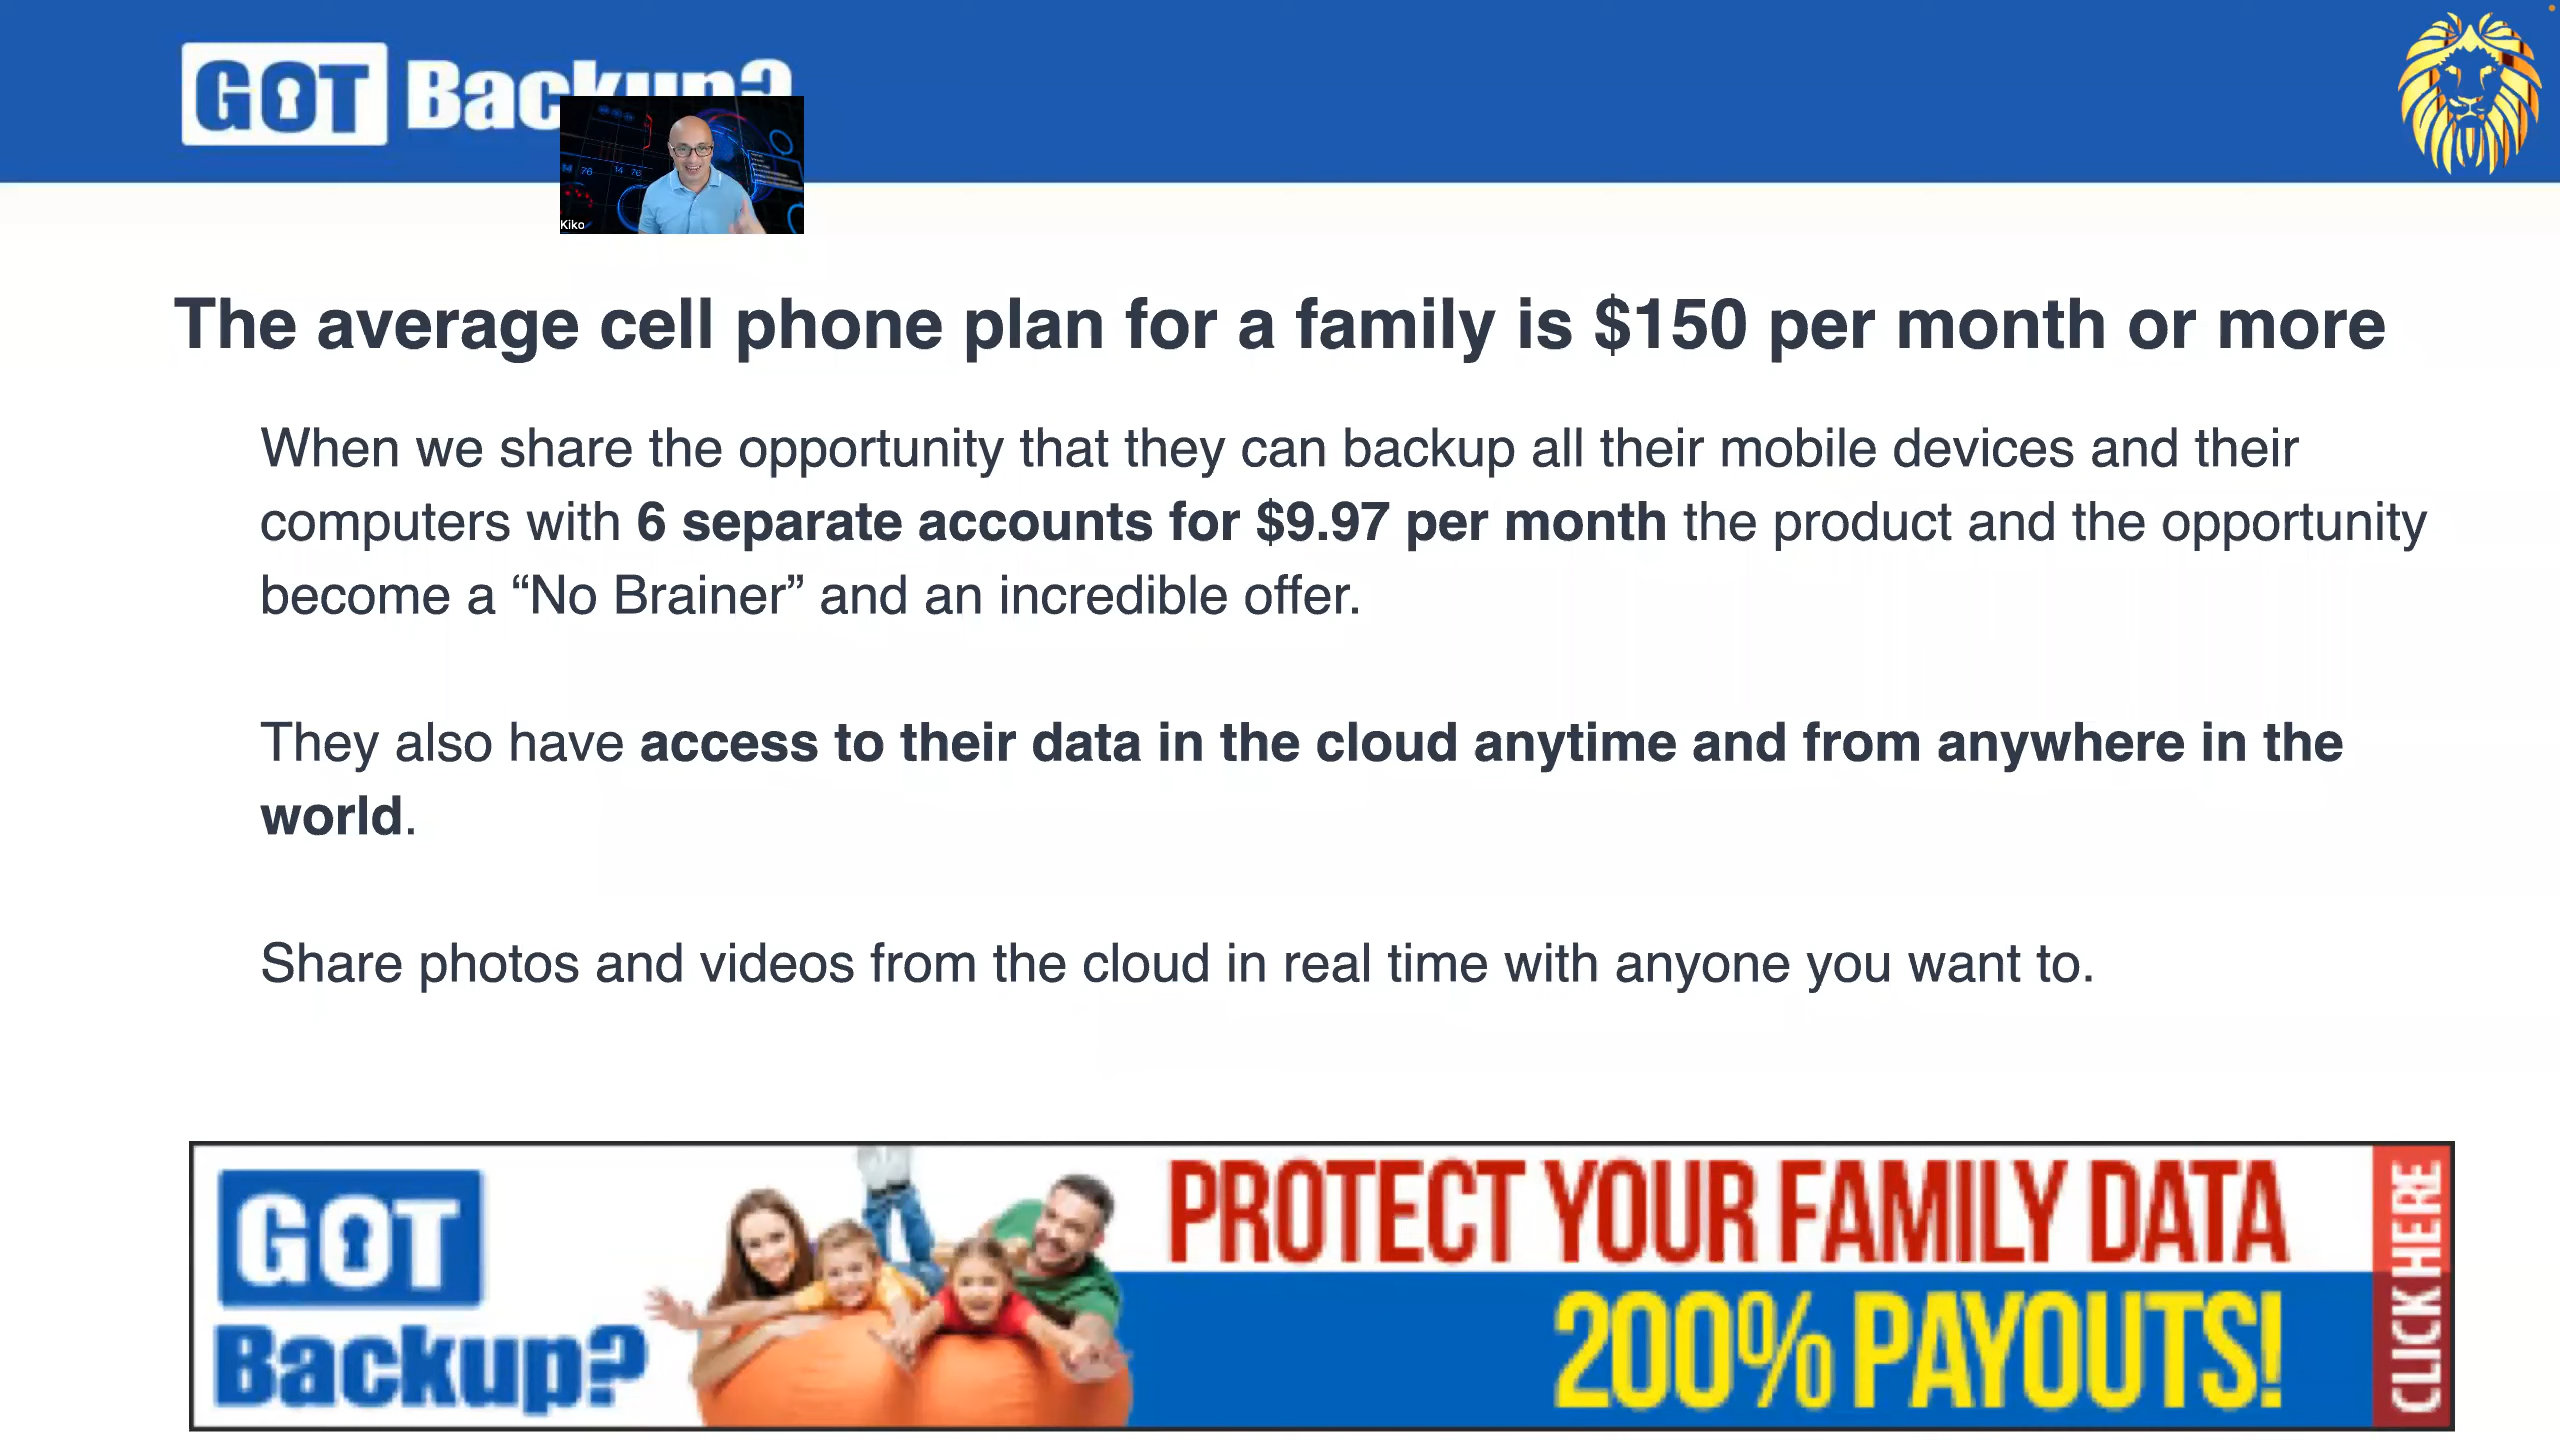 GOT Backup?
Kiko
The average cell phone plan for a family is $150 per month or more
When we share the opportunity that they can backup all their mobile devices and their
computers with 6 separate accounts for $9.97 per month the product and the opportunity
become a “No Brainer” and an incredible offer.
They also have access to their data in the cloud anytime and from anywhere in the
world.
Share photos and videos from the cloud in real time with anyone you want to.
GOT
Backup?
PROTECT YOUR FAMILY DATA
200% PAYOUTS!
CLICK HERE